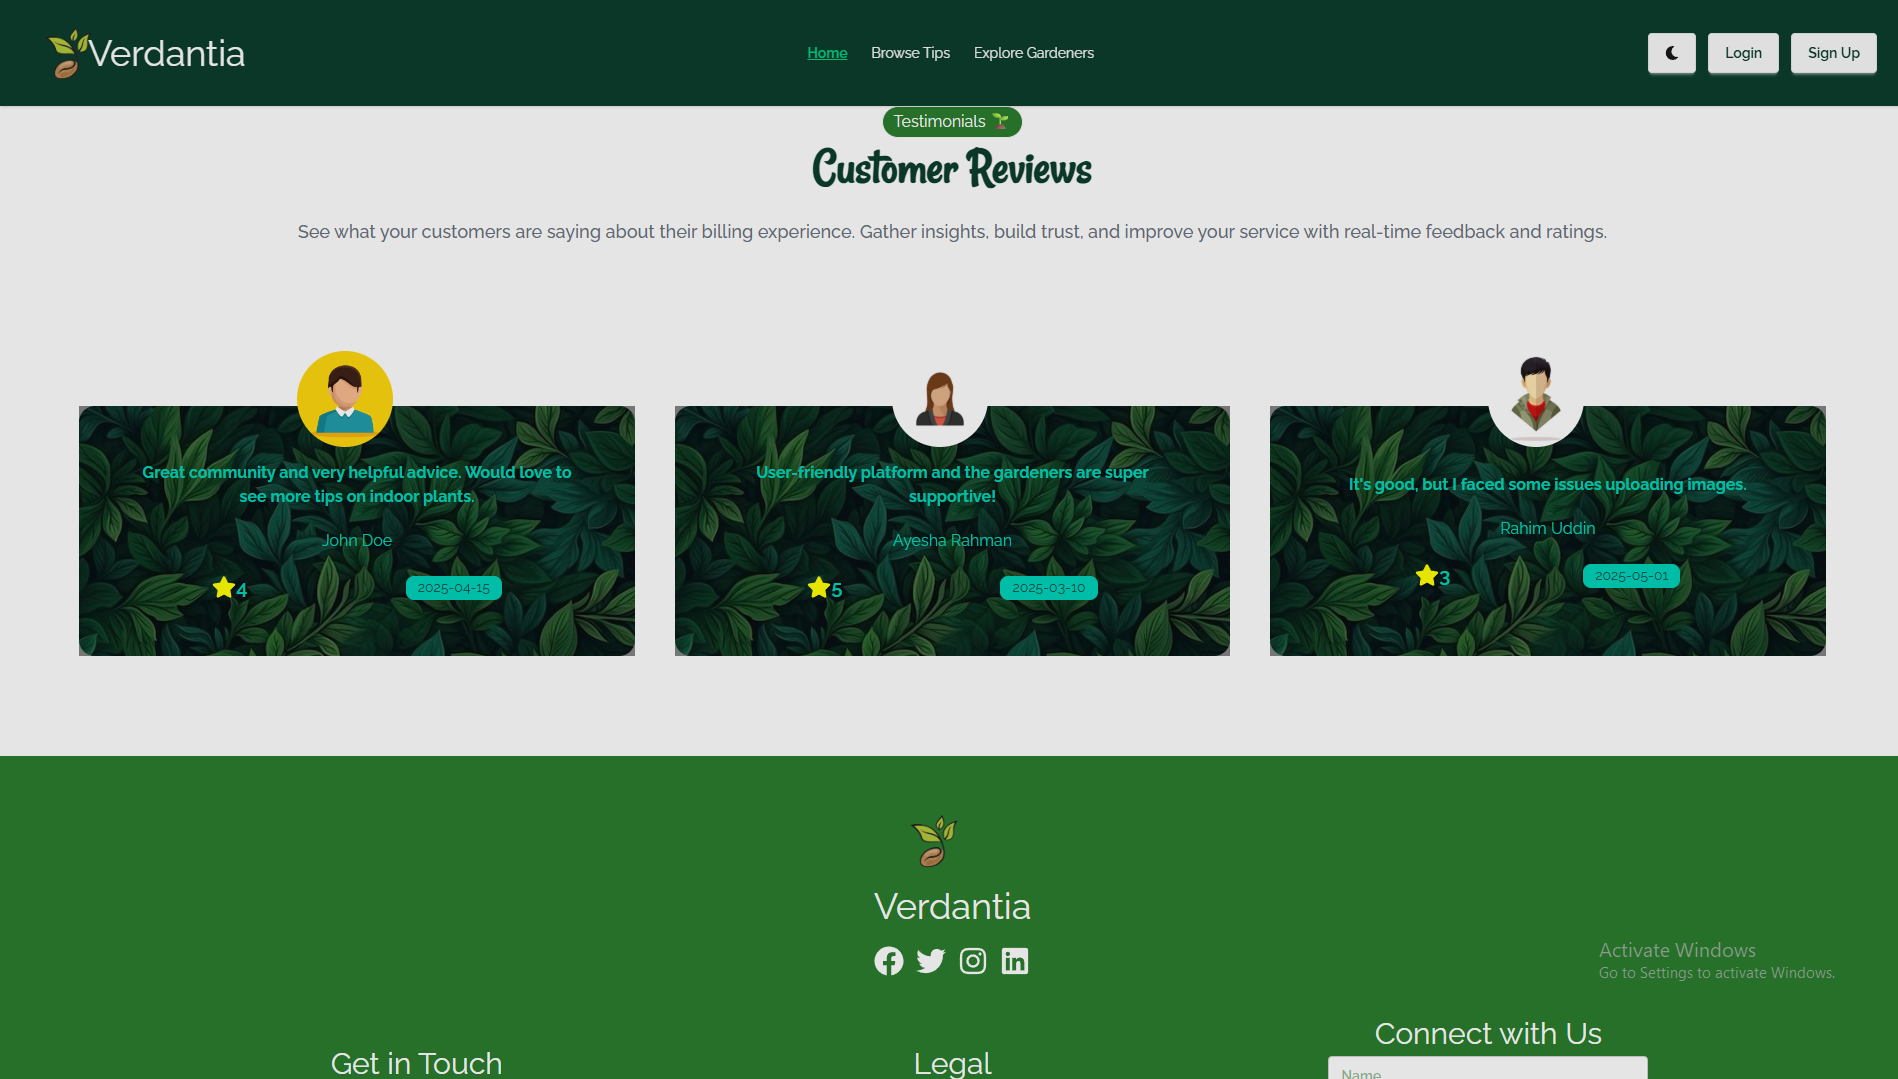 Verdantia
Home
Browse Tips
Explore Gardeners
Login
Sign Up
Testimonials
Customer Reviews
See what your customers are saying about their billing experience. Gather insights, build trust, and improve your service with real-time feedback and ratings.
Great community and very helpful advice. Would love to
see more tips on indoor plants.
John Doe
4
2025-04-15
User-friendly platform and the gardeners are super
supportive!
Ayesha Rahman
5
2025-03-10
It's good, but I faced some issues uploading images.
Rahim Uddin
3
2025-05-01
Verdantia
Activate Windows
Go to Settings to activate Windows.
Get in Touch
Legal
Connect with Us
Name